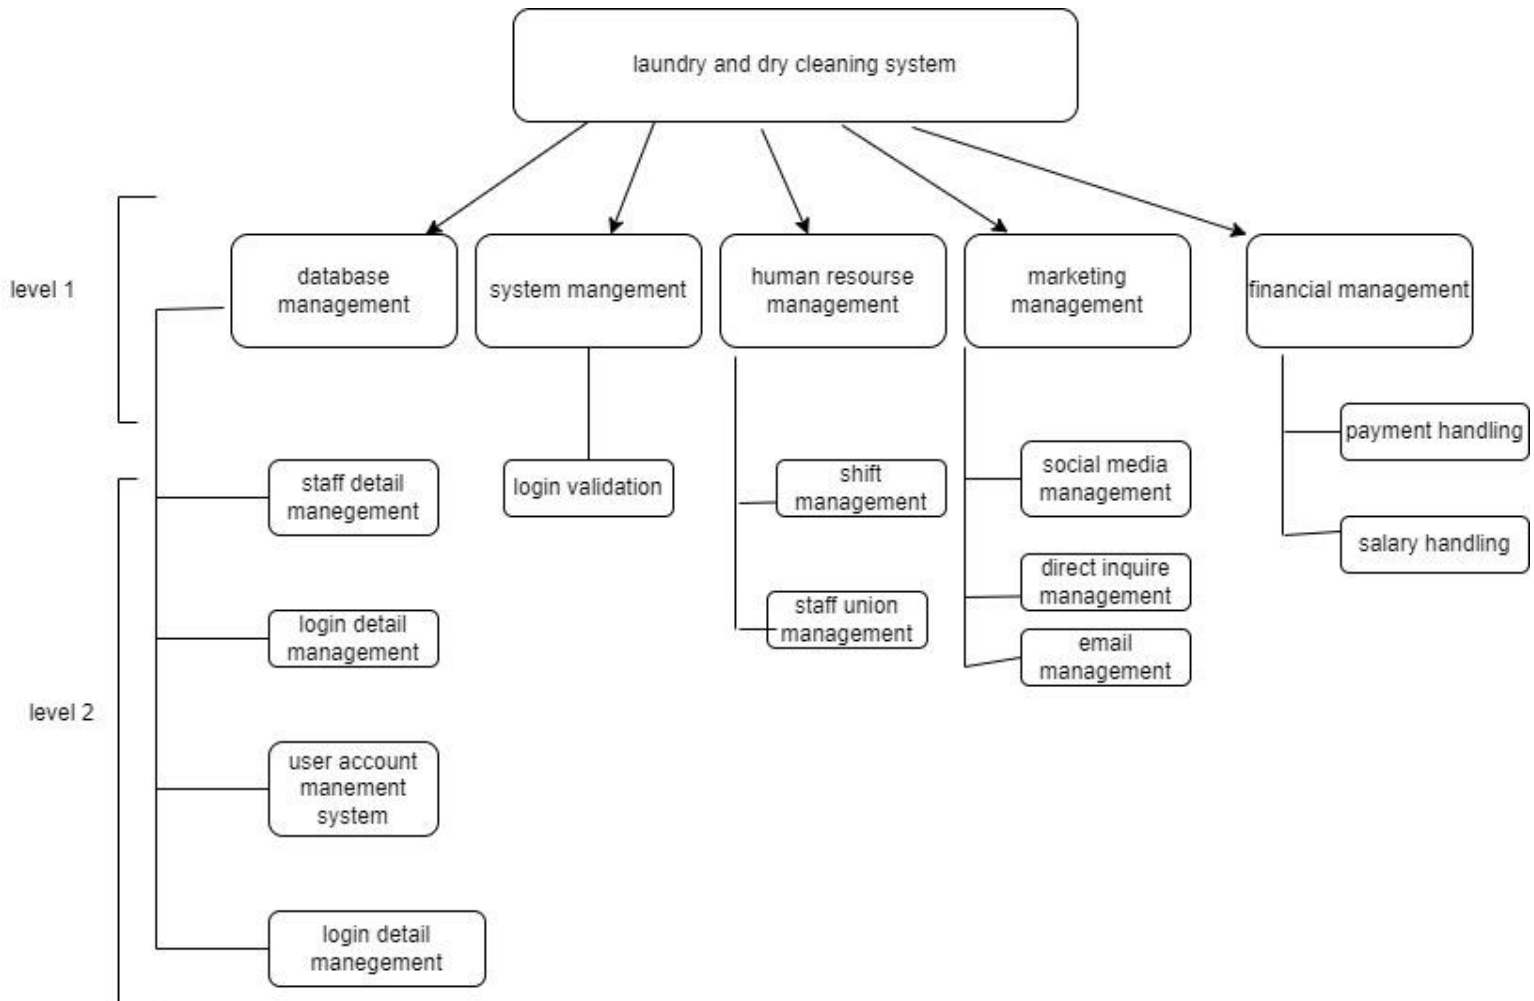 laundry and dry cleaning system
level 1
database
management
system mangement
human resourse
management
marketing
management
financial management
payment handling
staff detail
manegement
login validation
shift
management
social media
management
salary handling
direct inquire
management
login detail
management
staff union
management
email
management
level 2
user account
manement
system
login detail
manegement